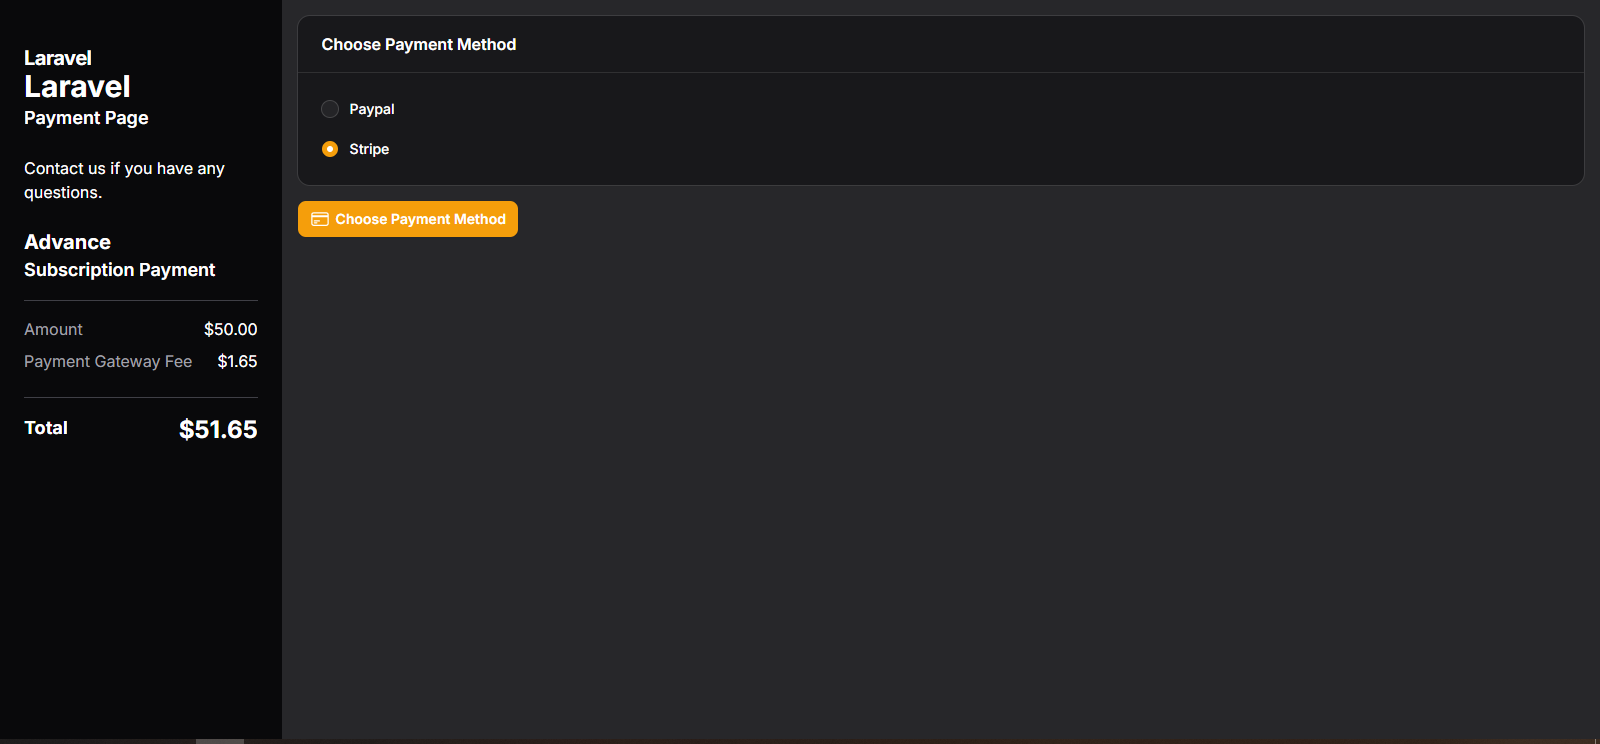 Laravel
Laravel
Payment Page
Contact us if you have any
questions.
Advance
Subscription Payment
Amount $50.00
Payment Gateway Fee $1.65
Total $51.65
Choose Payment Method
Paypal
Stripe
Choose Payment Method